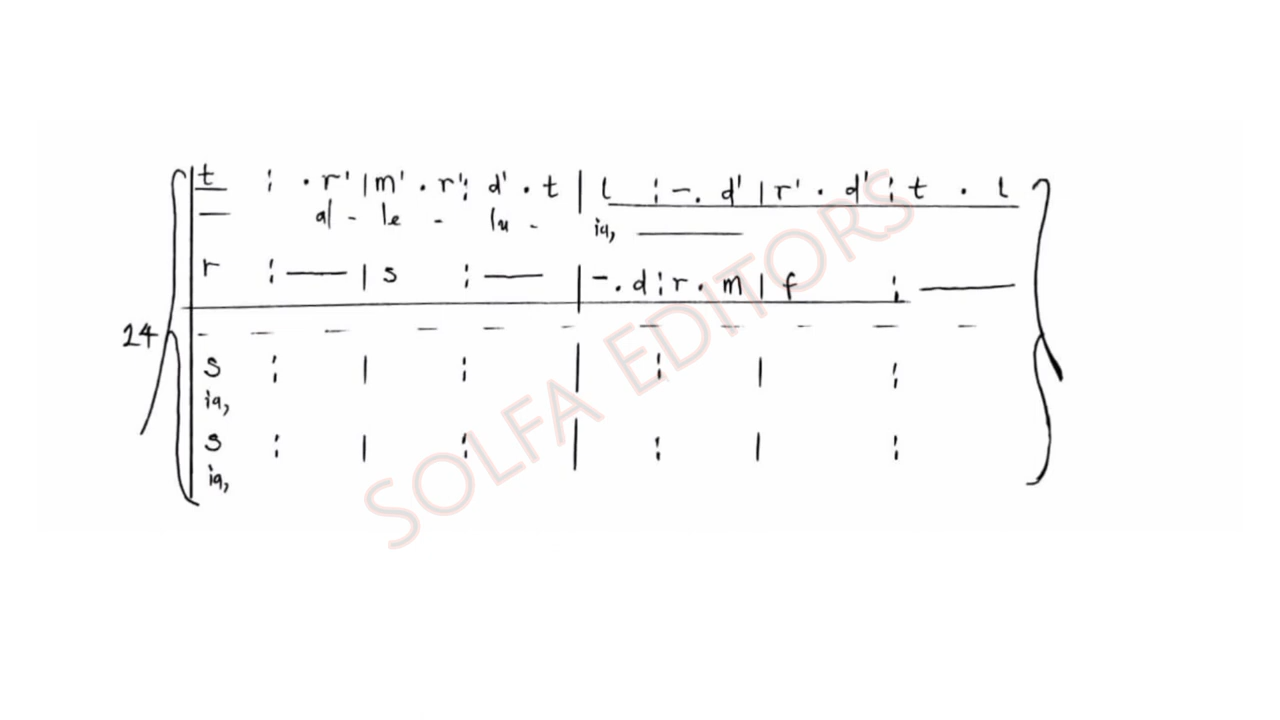 t : . r' | m' . r' : d' . t | l : - . d' | r' . d' : t . l
al - le - lu - ia,
r : — | s : — | - . d : r . m | f : —
24
s : | : | : | :
ia,
s : | : | : | :
ia,
SOLFA EDITORS